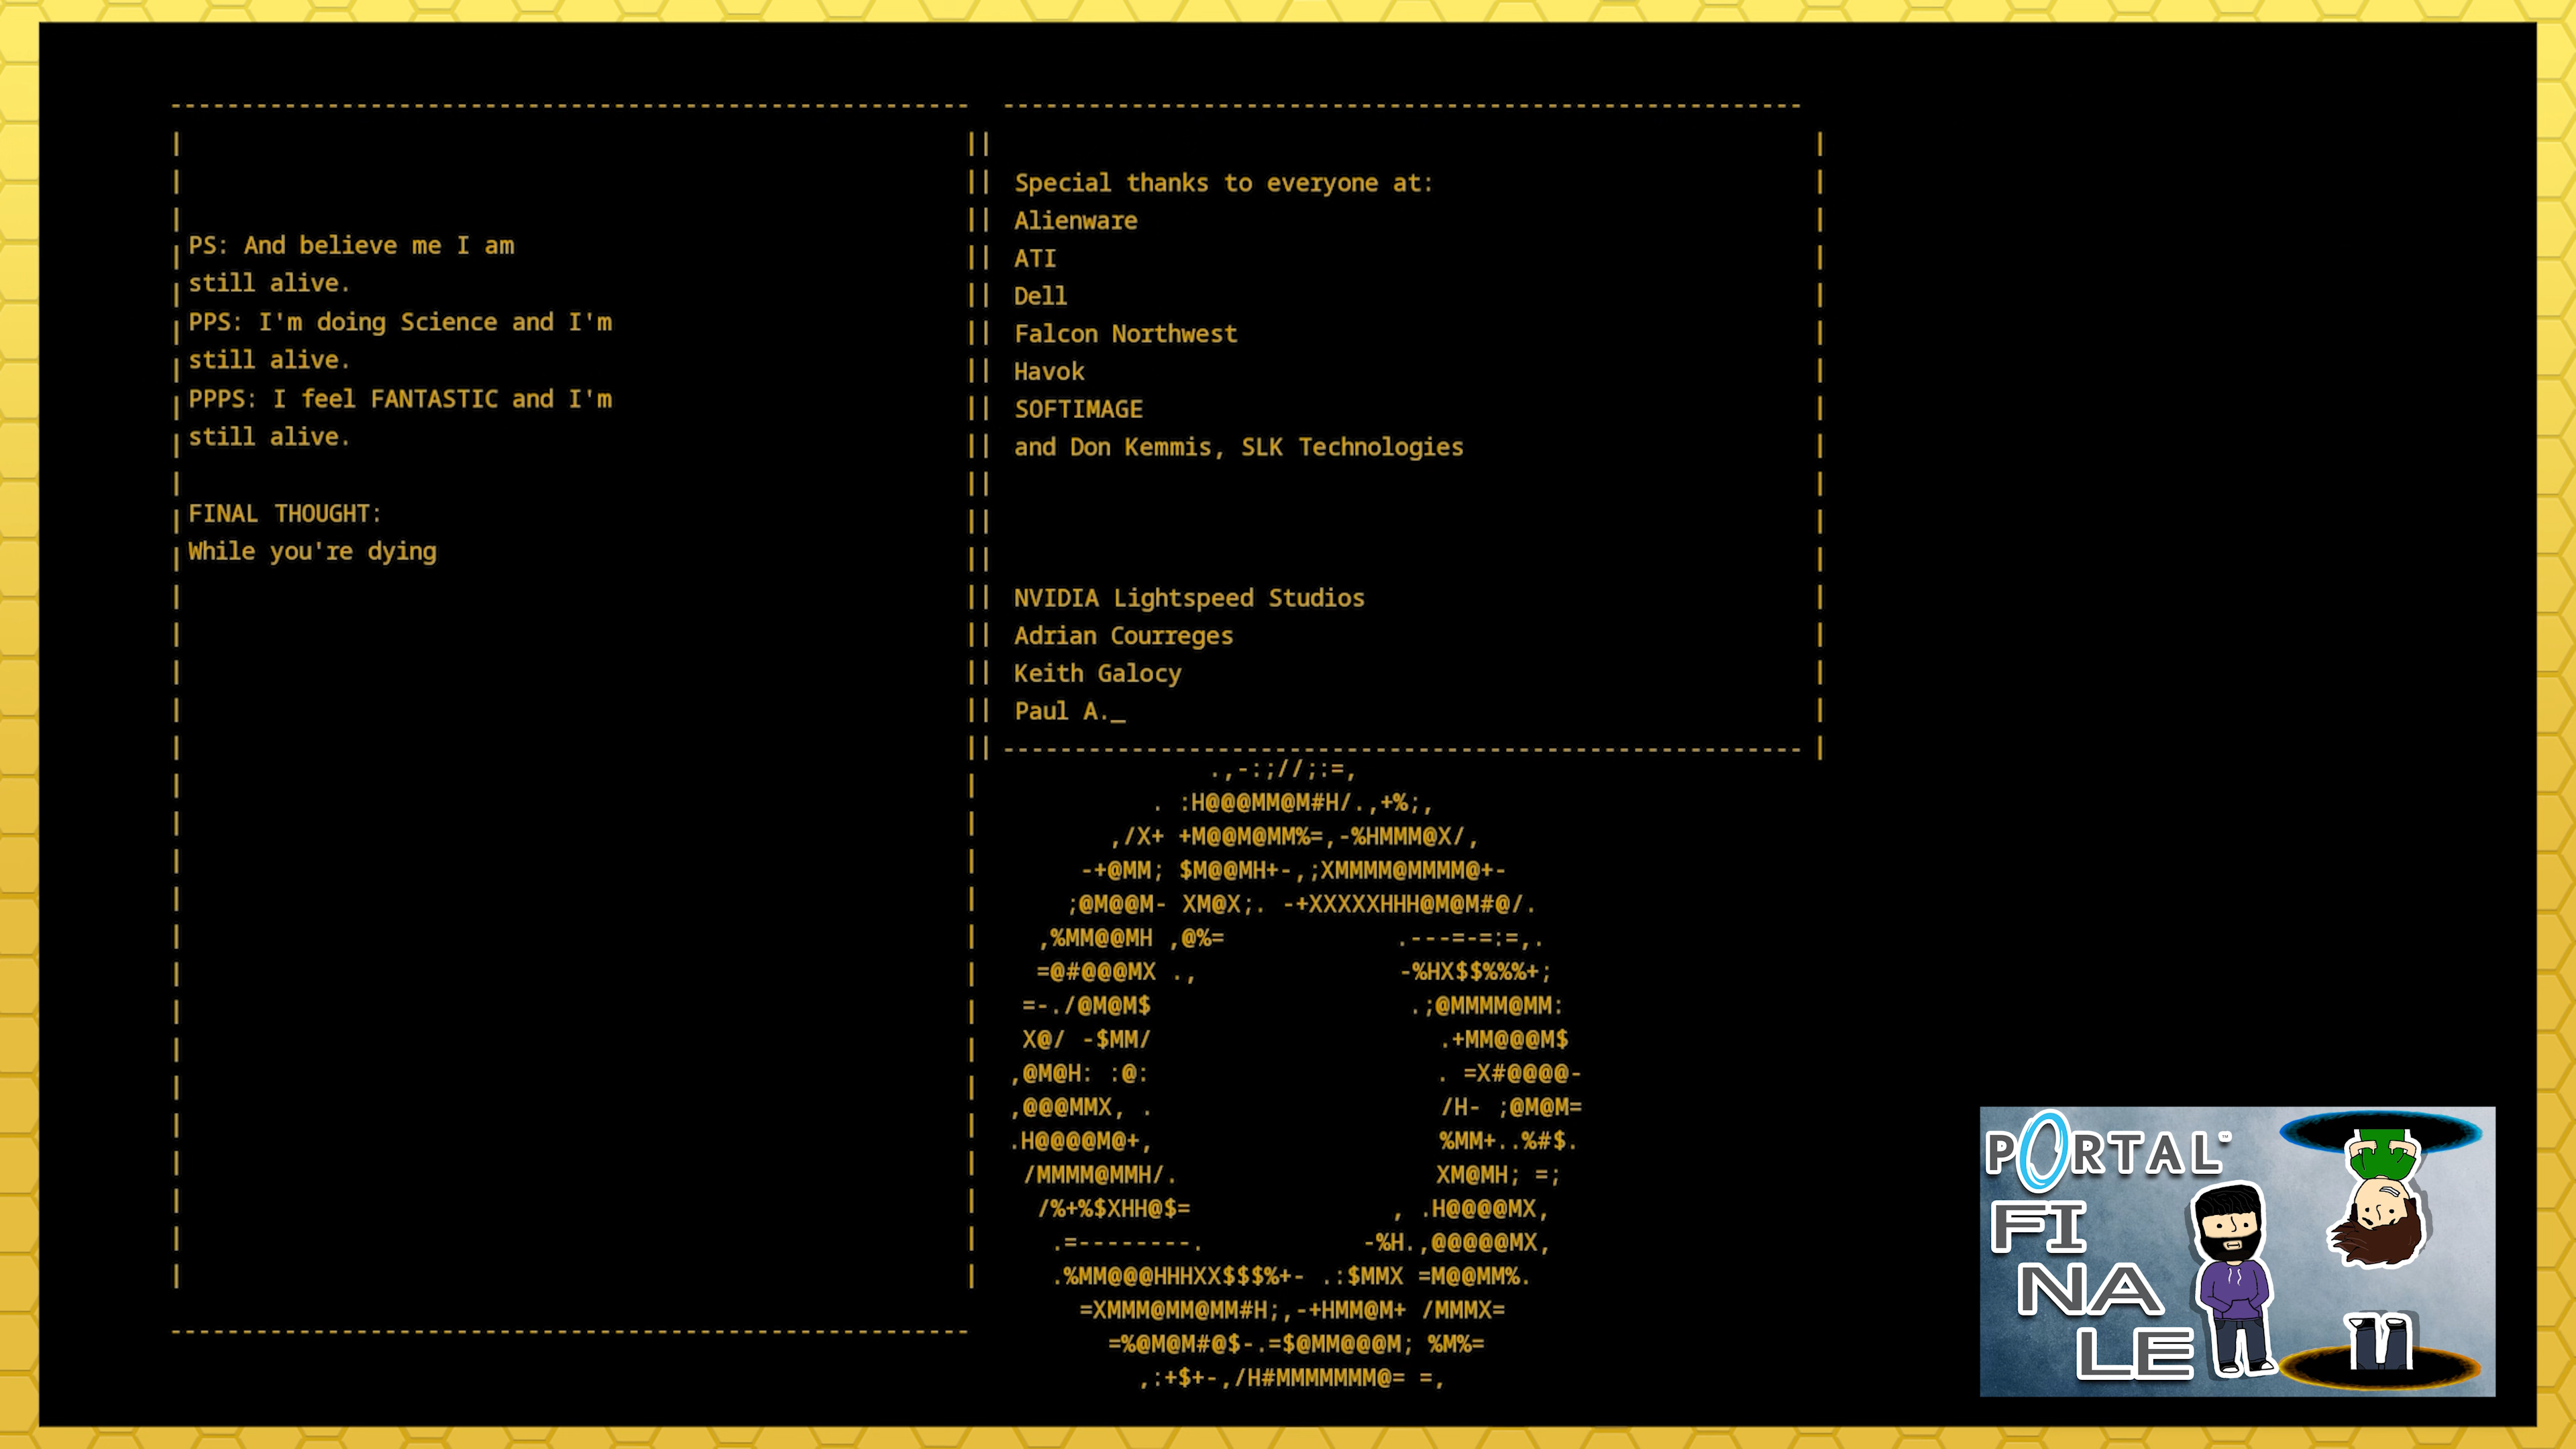 PS: And believe me I am
still alive.
PPS: I'm doing Science and I'm
still alive.
PPPS: I feel FANTASTIC and I'm
still alive.
FINAL THOUGHT:
While you're dying
Special thanks to everyone at:
Alienware
ATI
Dell
Falcon Northwest
Havok
SOFTIMAGE
and Don Kemmis, SLK Technologies
NVIDIA Lightspeed Studios
Adrian Courreges
Keith Galocy
Paul A._
PORTAL™
FI
NA
LE